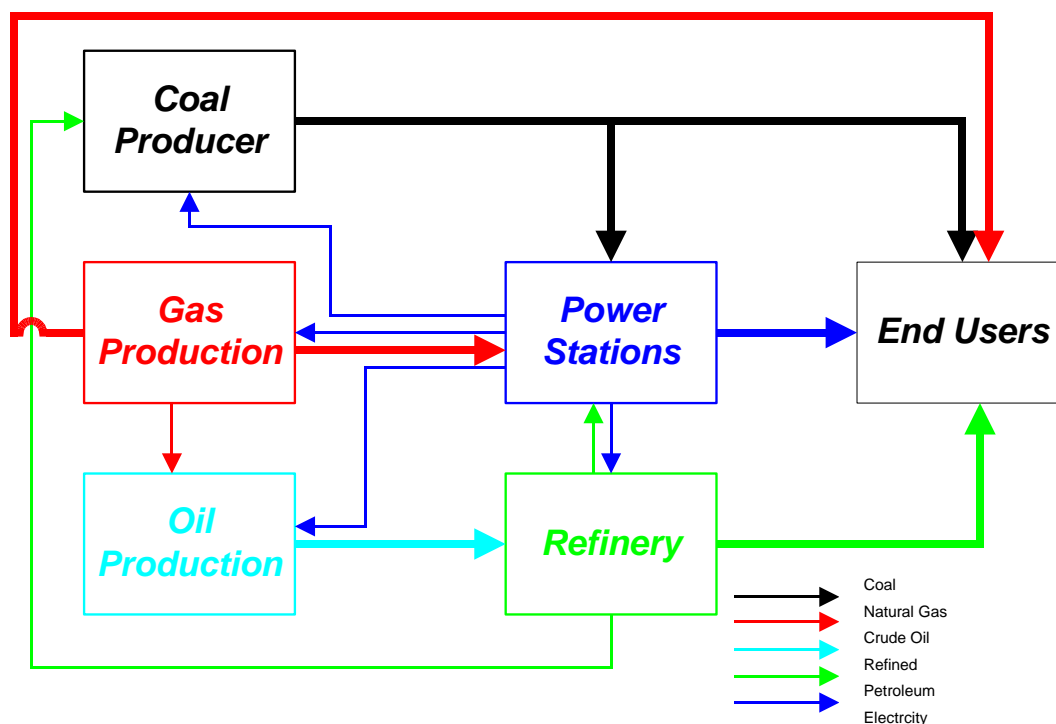 Coal
Producer
Gas
Production
Power
Stations
End Users
Oil
Production
Refinery
Coal
Natural Gas
Crude Oil
Refined
Petroleum
Electrcity